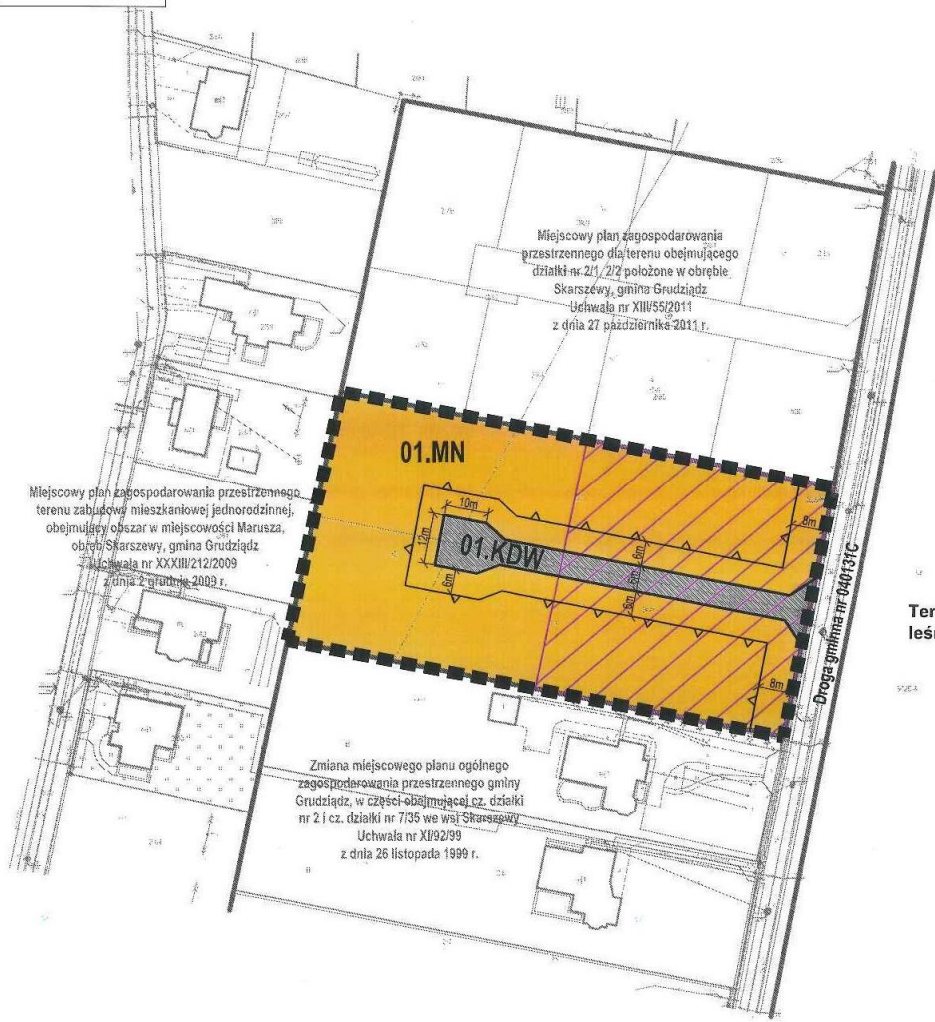 Miejscowy plan zagospodarowania
przestrzennego dla terenu obejmującego
działki nr 2/1, 2/2 położone w obrębie
Skarszewy, gmina Grudziądz
Uchwała nr XIII/55/2011
z dnia 27 października 2011 r.
01.MN
10m
12m
01.KDW
6m
6m
8m
6m
8m
8m
Miejscowy plan zagospodarowania przestrzennego
terenu zabudowy mieszkaniowej jednorodzinnej,
obejmujący obszar w miejscowości Marusza,
obręb Skarszewy, gmina Grudziądz
Uchwała nr XXXIII/212/2009
z dnia 2 grudnia 2009 r.
Droga gminna nr 040131C
Ter
leś
Zmiana miejscowego planu ogólnego
zagospodarowania przestrzennego gminy
Grudziądz, w części obejmującej cz. działki
nr 2 i cz. działki nr 7/35 we wsi Skarszewy
Uchwała nr XI/92/99
z dnia 26 listopada 1999 r.